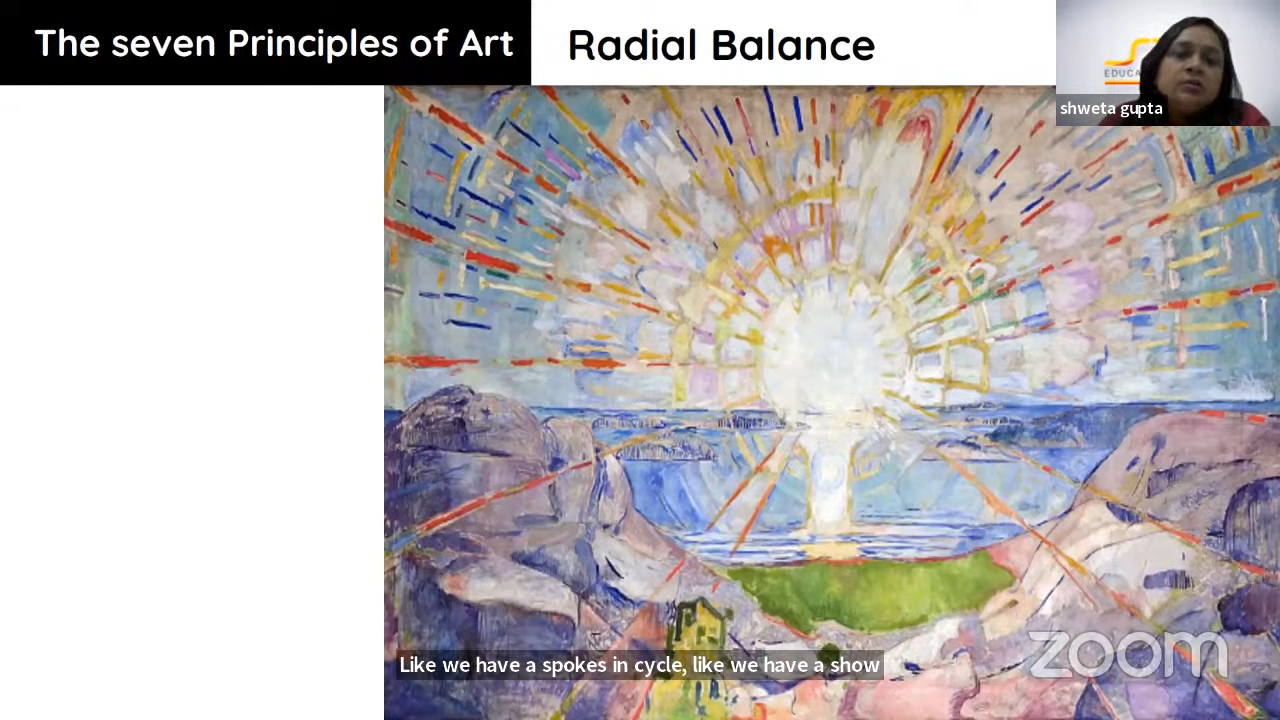 The seven Principles of Art
Radial Balance
EDUCA
shweta gupta
Like we have a spokes in cycle, like we have a show
zoom